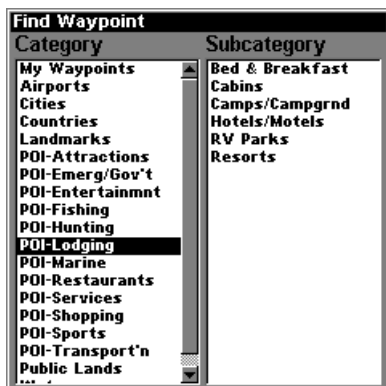 Find Waypoint
Category
My Waypoints
Airports
Cities
Countries
Landmarks
POI-Attractions
POI-Emerg/Gov't
POI-Entertainmnt
POI-Fishing
POI-Hunting
POI-Lodging
POI-Marine
POI-Restaurants
POI-Services
POI-Shopping
POI-Sports
POI-Transport'n
Public Lands
Subcategory
Bed & Breakfast
Cabins
Camps/Campgrnd
Hotels/Motels
RV Parks
Resorts